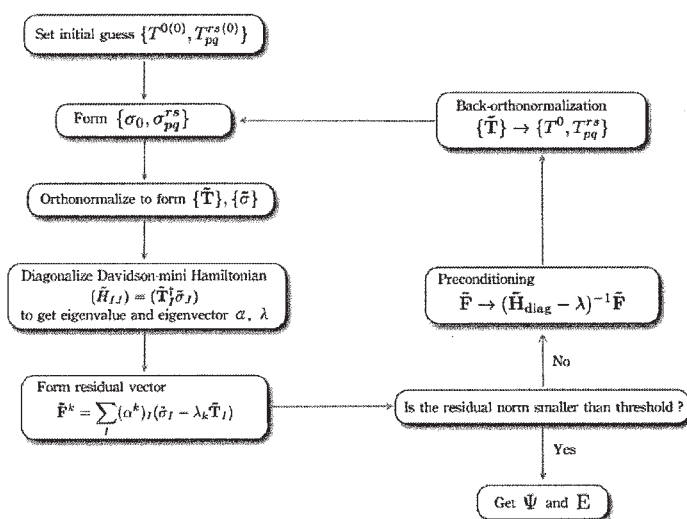 Set initial guess {T^{0(0)}, T_{pq}^{rs(0)}}
Form {σ_0, σ_{pq}^{rs}}
Orthonormalize to form {T̃}, {σ̃}
Diagonalize Davidson-mini Hamiltonian
(H̃_{IJ}) = (T̃_I^† σ̃_J)
to get eigenvalue and eigenvector α, λ
Form residual vector
F̃^k = ∑_I (α^k)_I (σ̃_I − λ_k T̃_I)
Is the residual norm smaller than threshold ?
No
Preconditioning
F̃ → (H̃_{diag} − λ)^{−1} F̃
Back-orthonormalization
{T̃} → {T^0, T_{pq}^{rs}}
Yes
Get Ψ and E